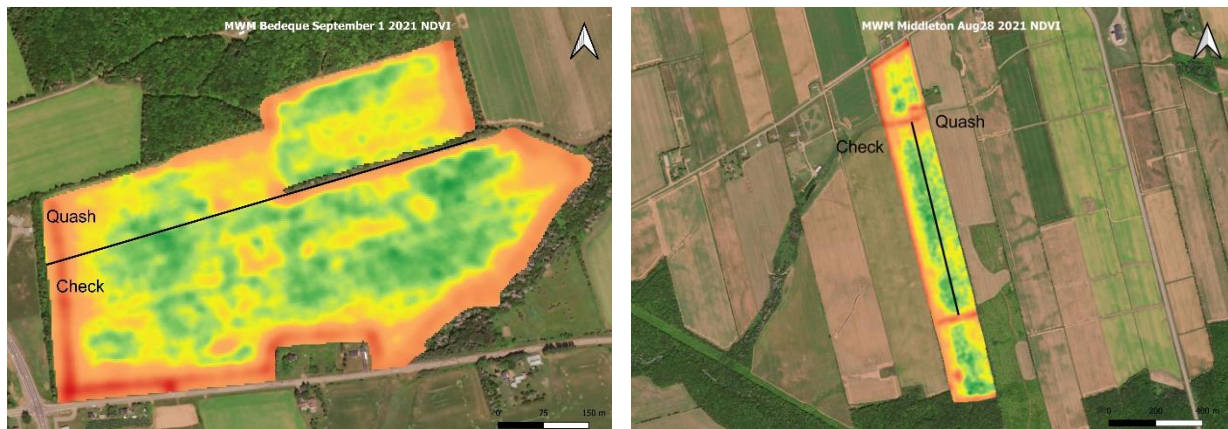 MWM Bedeque September 1 2021 NDVI
Quash
Check
0 75 150 m
MWM Middleton Aug28 2021 NDVI
Quash
Check
0 200 400 m